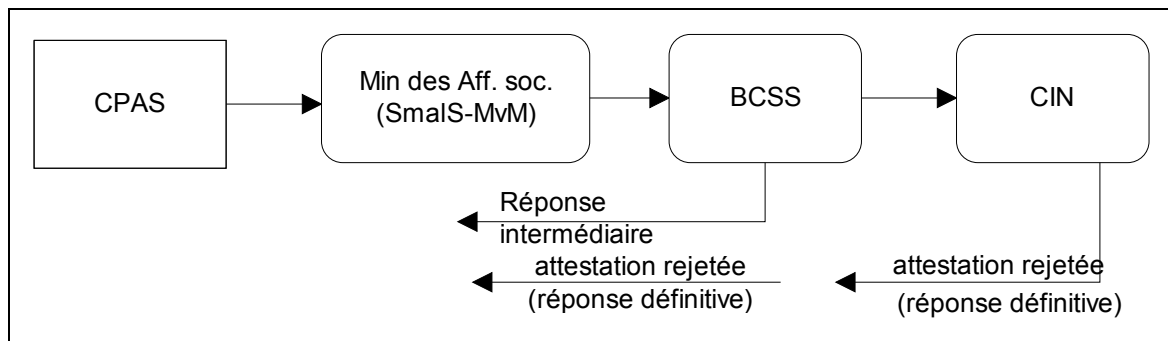 CPAS
Min des Aff. soc.
(SmalS-MvM)
BCSS
CIN
Réponse
intermédiaire
attestation rejetée
(réponse définitive)
attestation rejetée
(réponse définitive)